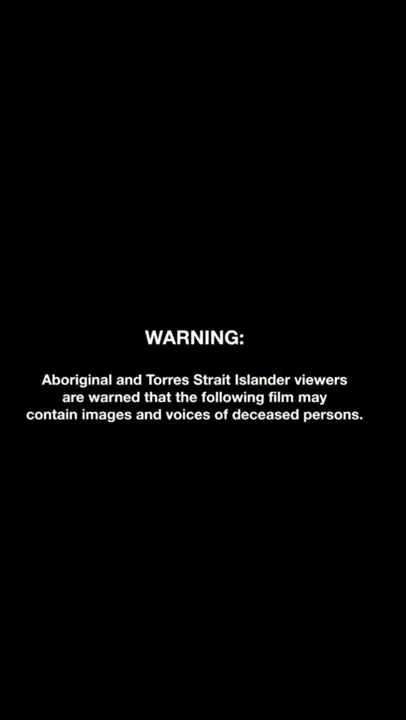 WARNING:
Aboriginal and Torres Strait Islander viewers
are warned that the following film may
contain images and voices of deceased persons.